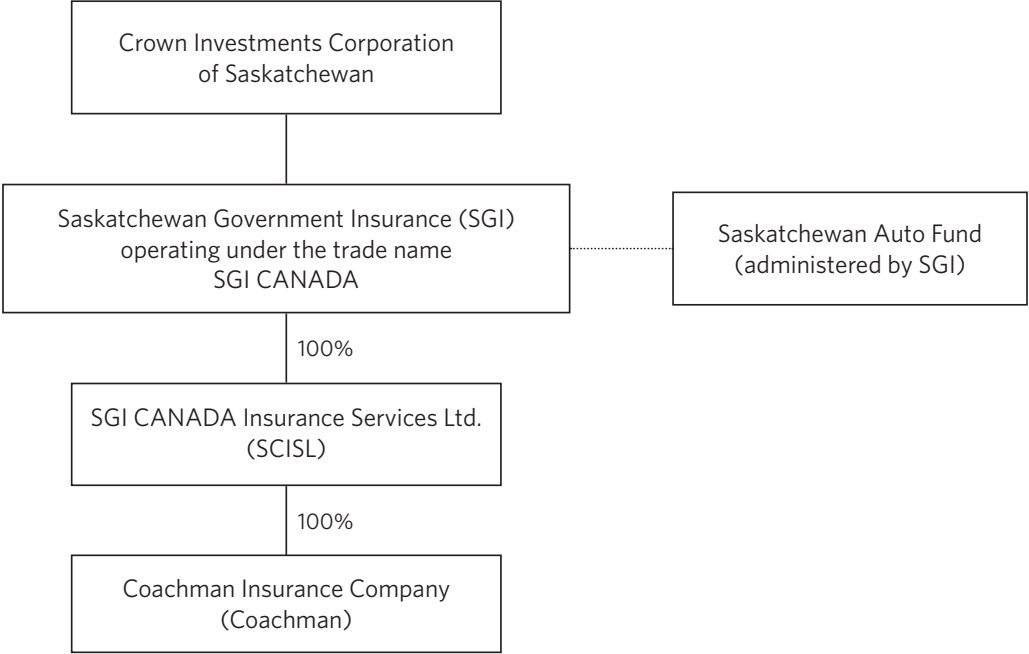 Crown Investments Corporation
of Saskatchewan
Saskatchewan Government Insurance (SGI)
operating under the trade name
SGI CANADA
Saskatchewan Auto Fund
(administered by SGI)
100%
SGI CANADA Insurance Services Ltd.
(SCISL)
100%
Coachman Insurance Company
(Coachman)